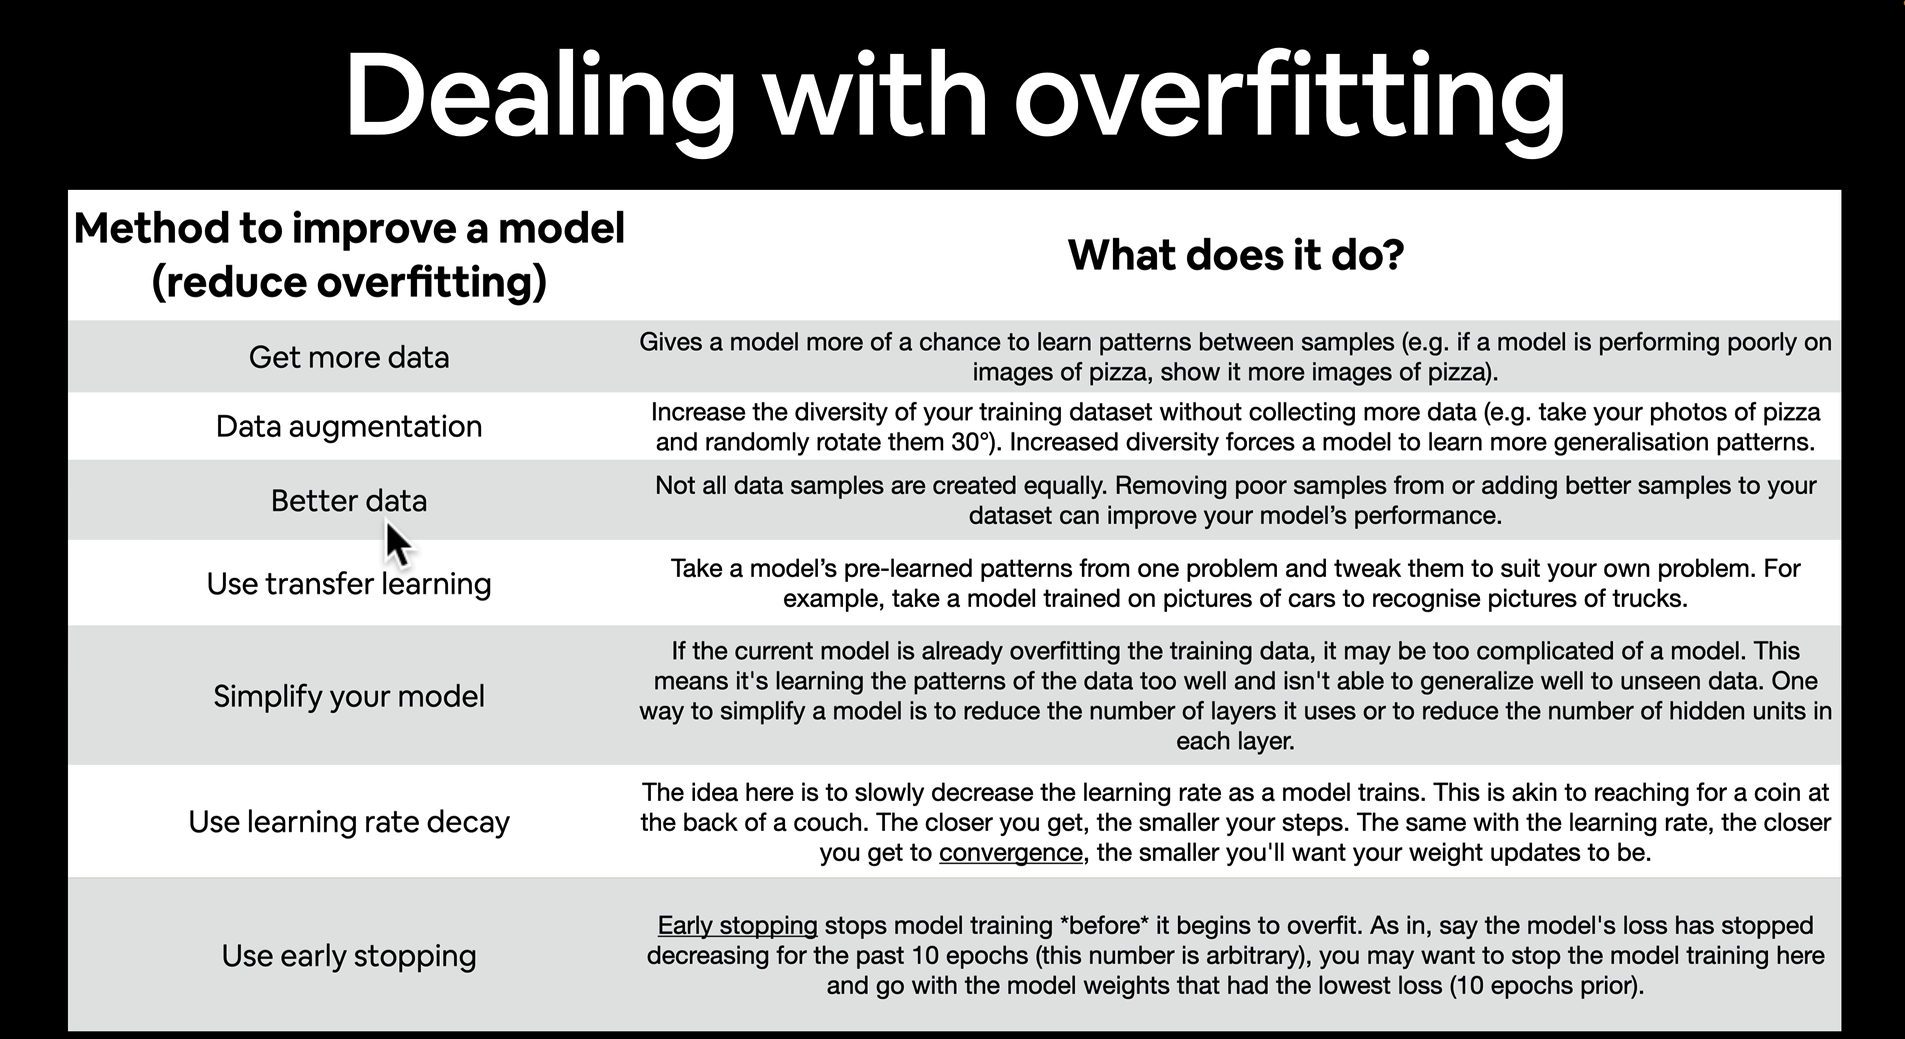 Dealing with overfitting
Method to improve a model
(reduce overfitting)
What does it do?
Get more data
Gives a model more of a chance to learn patterns between samples (e.g. if a model is performing poorly on
images of pizza, show it more images of pizza).
Data augmentation
Increase the diversity of your training dataset without collecting more data (e.g. take your photos of pizza
and randomly rotate them 30°). Increased diversity forces a model to learn more generalisation patterns.
Better data
Not all data samples are created equally. Removing poor samples from or adding better samples to your
dataset can improve your model’s performance.
Use transfer learning
Take a model’s pre-learned patterns from one problem and tweak them to suit your own problem. For
example, take a model trained on pictures of cars to recognise pictures of trucks.
Simplify your model
If the current model is already overfitting the training data, it may be too complicated of a model. This
means it's learning the patterns of the data too well and isn't able to generalize well to unseen data. One
way to simplify a model is to reduce the number of layers it uses or to reduce the number of hidden units in
each layer.
Use learning rate decay
The idea here is to slowly decrease the learning rate as a model trains. This is akin to reaching for a coin at
the back of a couch. The closer you get, the smaller your steps. The same with the learning rate, the closer
you get to convergence, the smaller you'll want your weight updates to be.
Use early stopping
Early stopping stops model training *before* it begins to overfit. As in, say the model's loss has stopped
decreasing for the past 10 epochs (this number is arbitrary), you may want to stop the model training here
and go with the model weights that had the lowest loss (10 epochs prior).